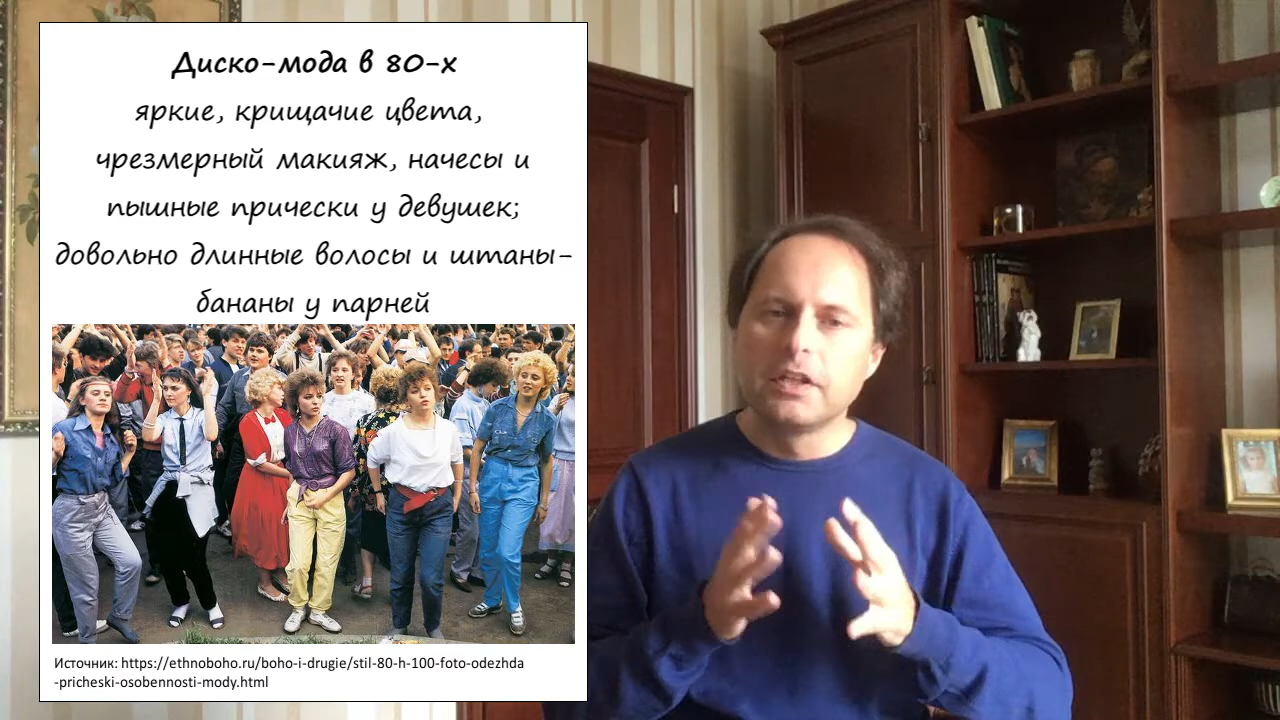 Диско-мода в 80-х
яркие, крищачие цвета,
чрезмерный макияж, начесы и
пышные прически у девушек;
довольно длинные волосы и штаны-
бананы у парней
Источник: https://ethnoboho.ru/boho-i-drugie/stil-80-h-100-foto-odezhda
-pricheski-osobennosti-mody.html